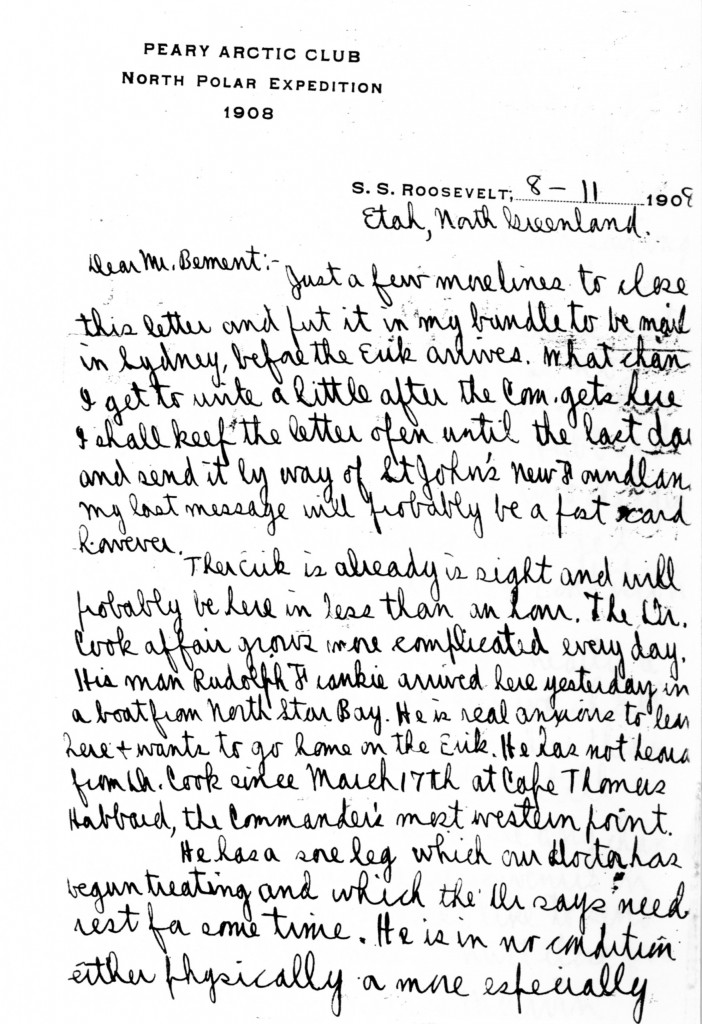 PEARY ARCTIC CLUB
NORTH POLAR EXPEDITION
1908
S. S. ROOSEVELT, 8 – 11 1908
Etah, North Greenland.
Dear Mr. Bement:-
Just a few more lines to close
this letter and put it in my bundle to be mail
in Sydney, before the Erik arrives. What chan
I get to write a little after the Com. gets here
I shall keep the letter open until the last da
and send it by way of St John's New Foundlan
my last message will probably be a post card
however.
The Erik is already is sight and will
probably be here in less than an hour. The Dr.
Cook affair grows more complicated every day.
His man Rudolph Frankie arrived here yesterday in
a boat from North Star Bay. He is real anxious to lea
here + wants to go home on the Erik. He has not hear
from Dr. Cook since March 17th at Cape Thomas
Habbard, the Commander's most western point.
He has a sore leg which our Doctor has
begun treating and which the Dr says need
rest for some time. He is in no condition
either physically or more especially